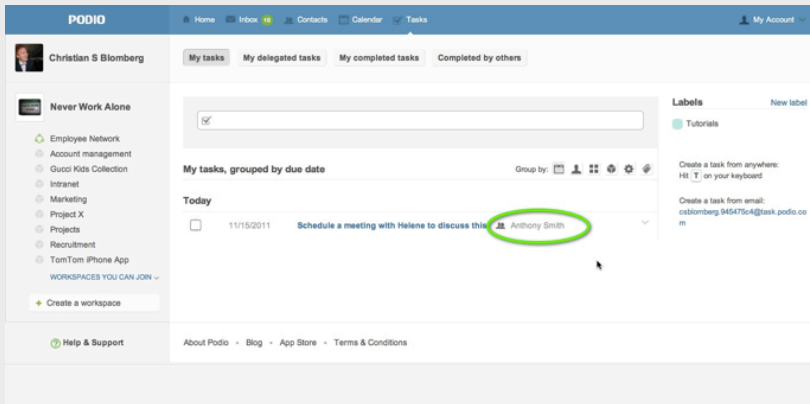 PODIO
Home Inbox 18 Contacts Calendar Tasks
My Account
Christian S Blomberg
My tasks My delegated tasks My completed tasks Completed by others
Never Work Alone
Employee Network
Account management
Gucci Kids Collection
Intranet
Marketing
Project X
Projects
Recruitment
TomTom iPhone App
WORKSPACES YOU CAN JOIN
+ Create a workspace
Help & Support
My tasks, grouped by due date
Group by:
Today
11/15/2011 Schedule a meeting with Helene to discuss this Anthony Smith
Labels New label
Tutorials
Create a task from anywhere:
Hit T on your keyboard
Create a task from email:
csblomberg.945475c4@task.podio.co
m
About Podio - Blog - App Store - Terms & Conditions